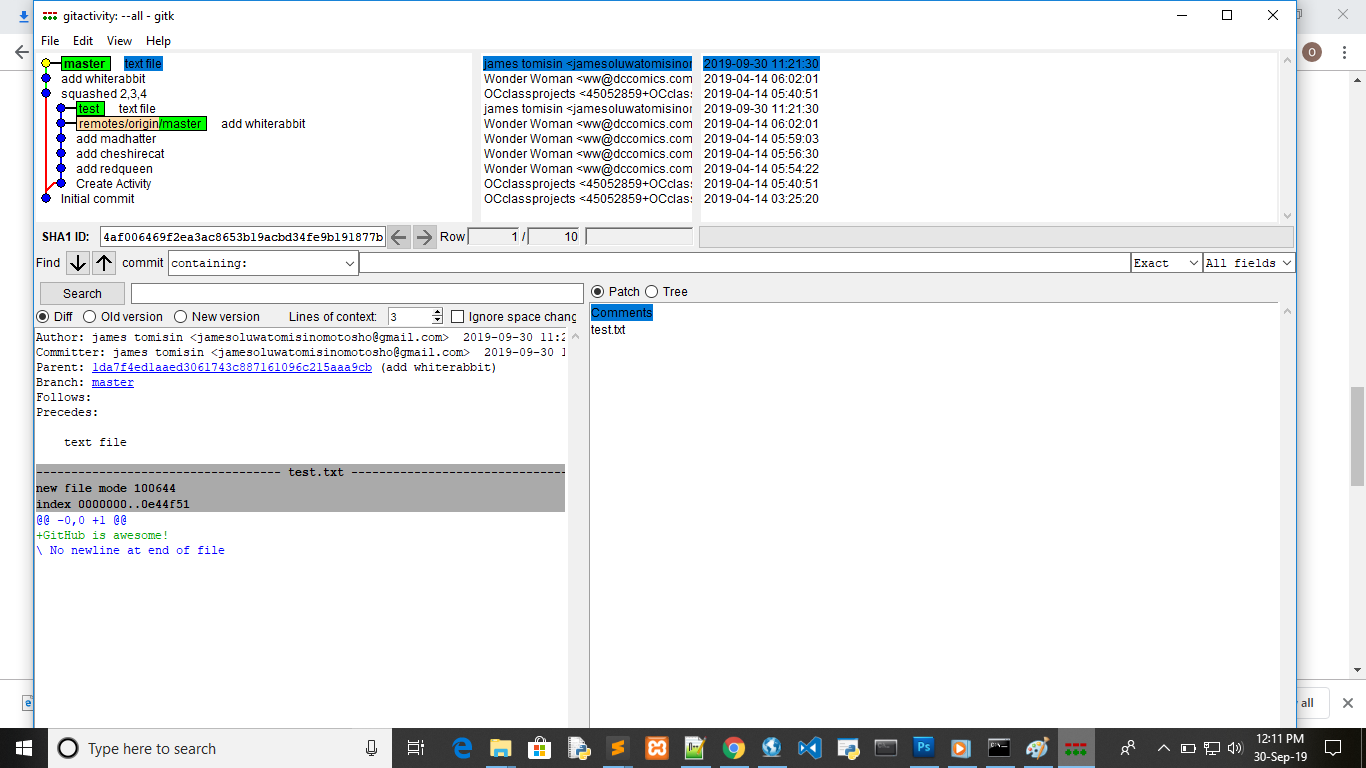 gitactivity: --all - gitk
File Edit View Help
master text file james tomisin <jamesoluwatomisinor 2019-09-30 11:21:30
add whiterabbit Wonder Woman <ww@dccomics.com 2019-04-14 06:02:01
squashed 2,3,4 OCclassprojects <45052859+OCclas 2019-04-14 05:40:51
test text file james tomisin <jamesoluwatomisinor 2019-09-30 11:21:30
remotes/origin/master add whiterabbit Wonder Woman <ww@dccomics.com 2019-04-14 06:02:01
add madhatter Wonder Woman <ww@dccomics.com 2019-04-14 05:59:03
add cheshirecat Wonder Woman <ww@dccomics.com 2019-04-14 05:56:30
add redqueen Wonder Woman <ww@dccomics.com 2019-04-14 05:54:22
Create Activity OCclassprojects <45052859+OCclas 2019-04-14 05:40:51
Initial commit OCclassprojects <45052859+OCclas 2019-04-14 03:25:20
SHA1 ID: 4af006469f2ea3ac8653b19acbd34fe9b191877b Row 1 / 10
Find commit containing: Exact All fields
Search
Patch Tree
Diff Old version New version Lines of context: 3 Ignore space chang
Comments
test.txt
Author: james tomisin <jamesoluwatomisinomotosho@gmail.com> 2019-09-30 11:2
Committer: james tomisin <jamesoluwatomisinomotosho@gmail.com> 2019-09-30 1
Parent: 1da7f4ed1aaed3061743c887161096c215aaa9cb (add whiterabbit)
Branch: master
Follows:
Precedes:
text file
----------------------------------- test.txt -------------------------------
new file mode 100644
index 0000000..0e44f51
@@ -0,0 +1 @@
+GitHub is awesome!
\ No newline at end of file
O
all
Type here to search
Ps
12:11 PM
30-Sep-19